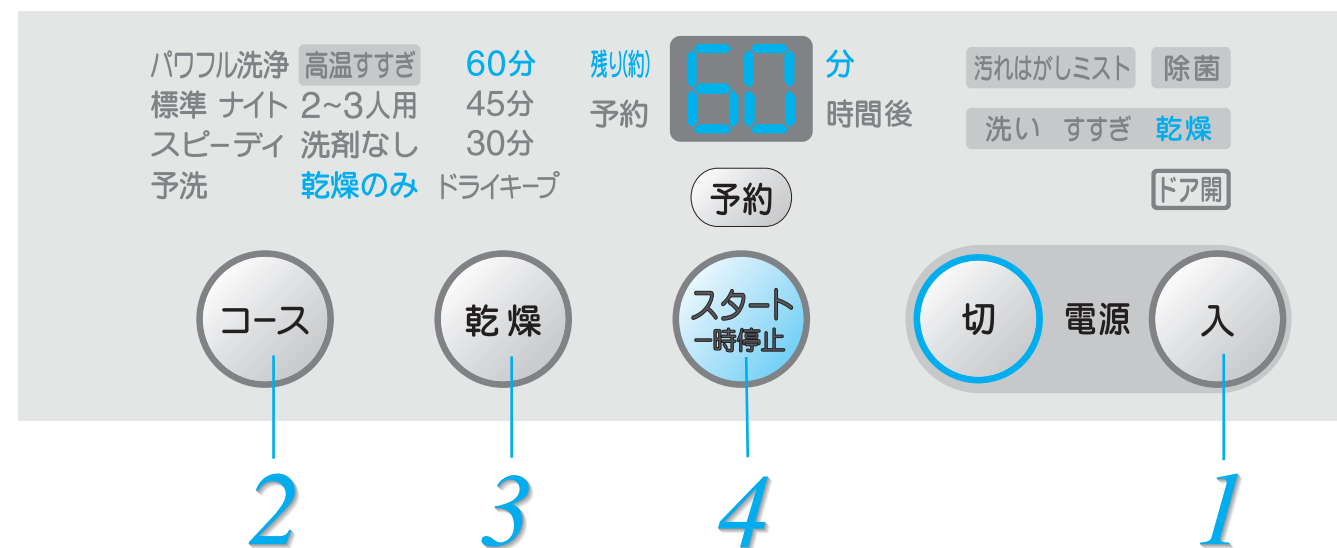 パワフル洗浄 高温すすぎ 60分 残り(約) 60 分 汚れはがしミスト 除菌
標準 ナイト 2~3人用 45分 予約 時間後
スピーディ 洗剤なし 30分 洗い すすぎ 乾燥
予洗 乾燥のみ ドライキープ 予約 ドア開
コース 乾燥 スタート 一時停止 切 電源 入
2 3 4 1